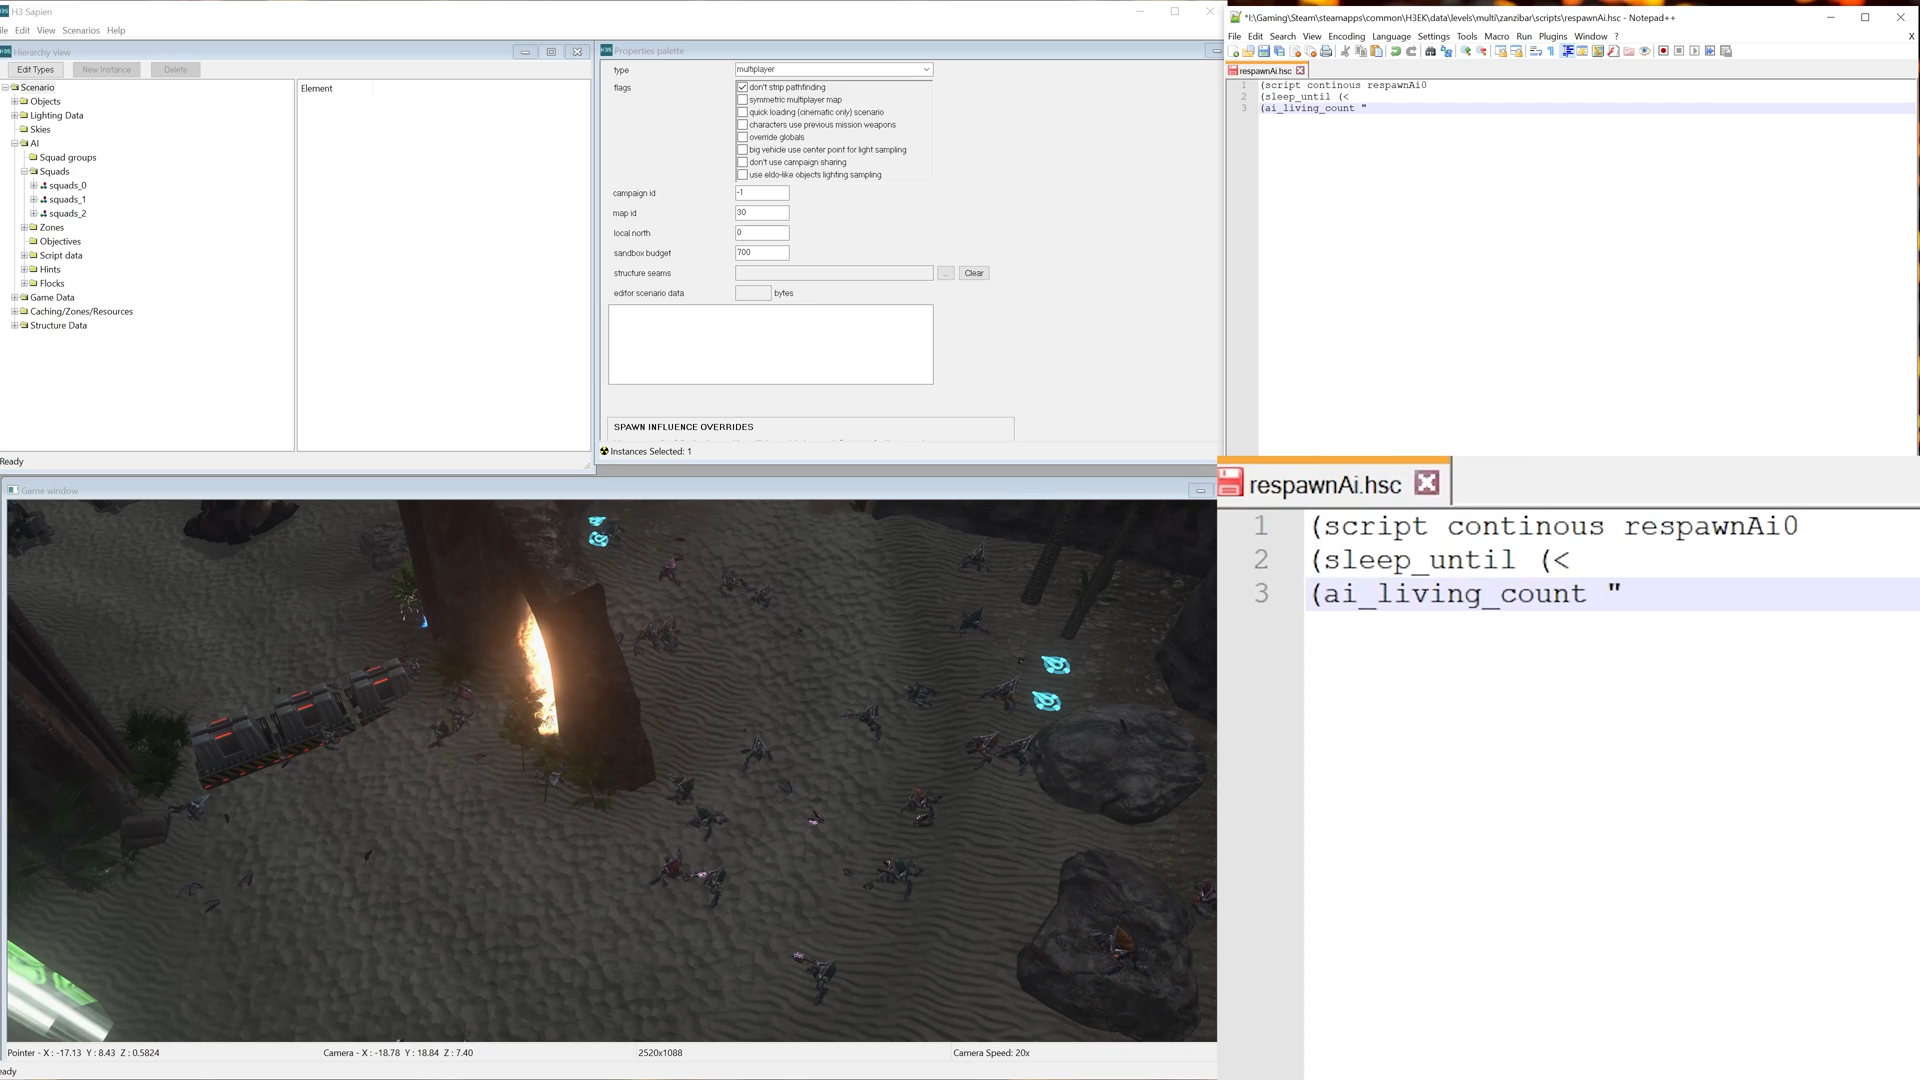 H3 Sapien
ile Edit View Scenarios Help
Hierarchy view
Edit Types New Instance Delete
Scenario
Objects
Lighting Data
Skies
AI
Squad groups
Squads
squads_0
squads_1
squads_2
Zones
Objectives
Script data
Hints
Flocks
Game Data
Caching/Zones/Resources
Structure Data
Element
Ready
Properties palette
type multiplayer
flags
don't strip pathfinding
symmetric multiplayer map
quick loading (cinematic only) scenario
characters use previous mission weapons
override globals
big vehicle use center point for light sampling
don't use campaign sharing
use eldo-like objects lighting sampling
campaign id -1
map id 30
local north 0
sandbox budget 700
structure seams ... Clear
editor scenario data bytes
SPAWN INFLUENCE OVERRIDES
Instances Selected: 1
*I:\Gaming\Steam\steamapps\common\H3EK\data\levels\multi\zanzibar\scripts\respawnAi.hsc - Notepad++
File Edit Search View Encoding Language Settings Tools Macro Run Plugins Window ? X
respawnAi.hsc
1 (script continous respawnAi0
2 (sleep_until (<
3 (ai_living_count "
respawnAi.hsc
1 (script continous respawnAi0
2 (sleep_until (<
3 (ai_living_count "
Game window
Pointer - X : -17.13 Y : 8.43 Z : 0.5824 Camera - X : -18.78 Y : 18.84 Z : 7.40 2520x1088 Camera Speed: 20x
eady